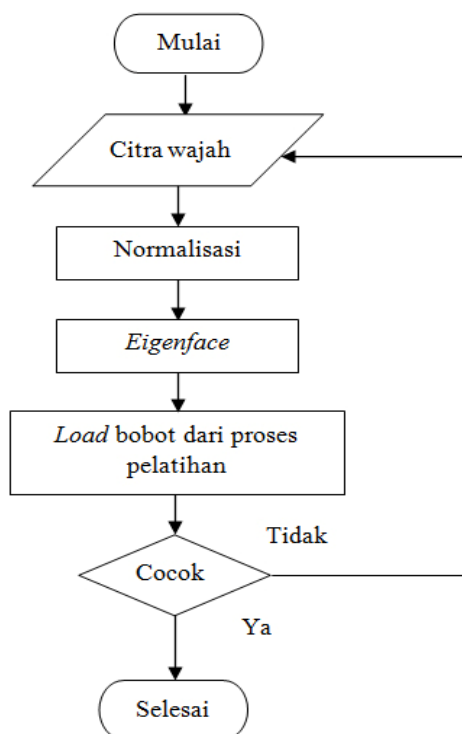 Mulai
Citra wajah
Normalisasi
Eigenface
Load bobot dari proses
pelatihan
Tidak
Cocok
Ya
Selesai